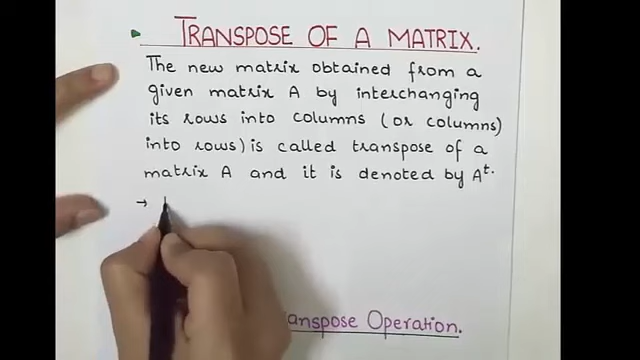 TRANSPOSE OF A MATRIX.
The new matrix obtained from a
given matrix A by interchanging
its rows into columns (or columns)
into rows) is called transpose of a
matrix A and it is denoted by Aᵗ.
→
Operation.